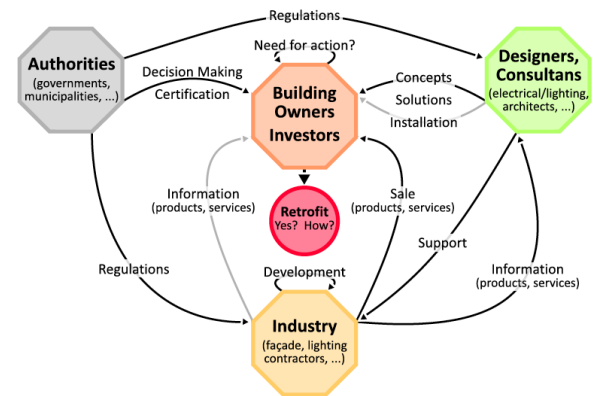 Regulations
Authorities
(governments,
municipalities, ...)
Need for action?
Designers,
Consultans
(electrical/lighting,
architects, ...)
Decision Making
Certification
Building
Owners
Investors
Concepts
Solutions
Installation
Information
(products, services)
Retrofit
Yes? How?
Sale
(products, services)
Support
Regulations
Development
Information
(products, services)
Industry
(façade, lighting
contractors, ...)